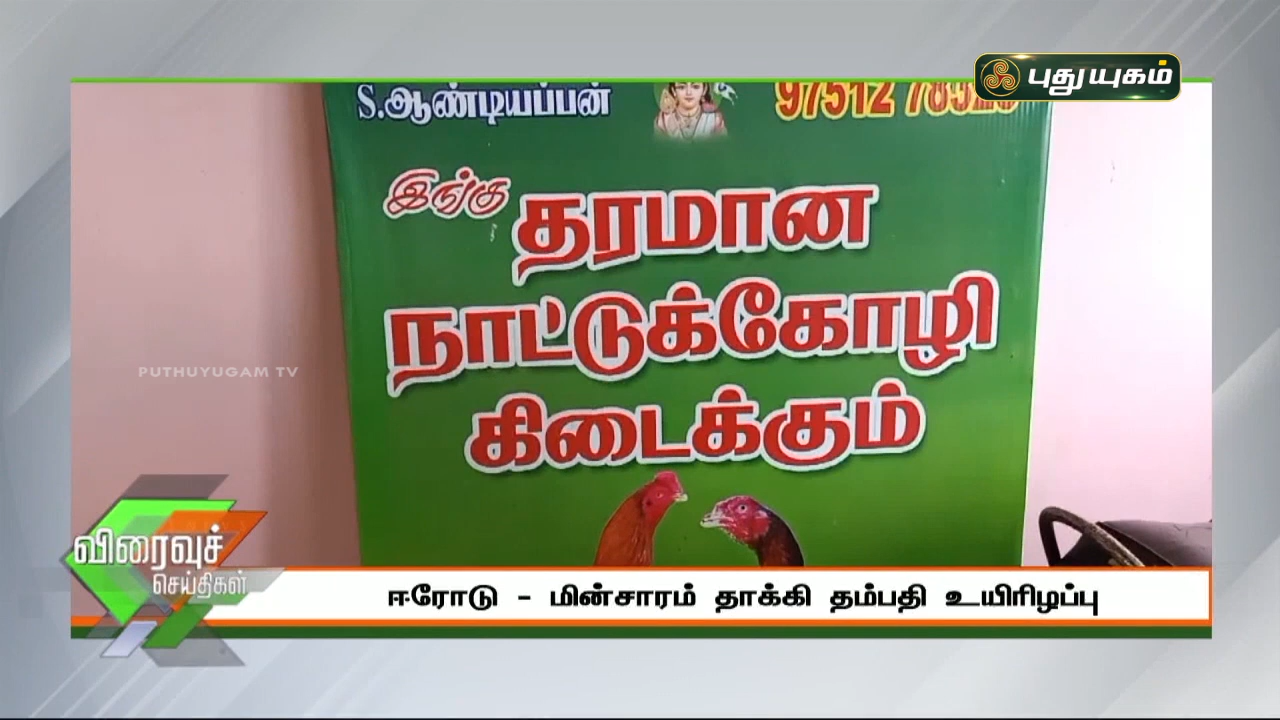 புதுயுகம்
S.ஆண்டியப்பன்
இங்கு
தரமான
நாட்டுக்கோழி
கிடைக்கும்
PUTHUYUGAM TV
விரைவுச்
செய்திகள்
ஈரோடு - மின்சாரம் தாக்கி தம்பதி உயிரிழப்பு